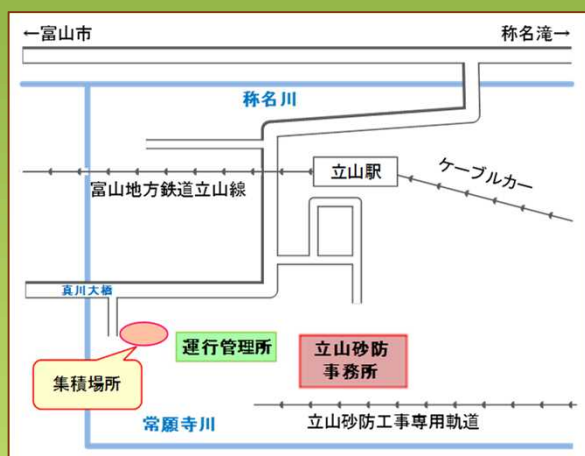 ←富山市
称名滝→
称名川
立山駅
ケーブルカー
富山地方鉄道立山線
真川大橋
運行管理所
立山砂防
事務所
集積場所
常願寺川
立山砂防工事専用軌道